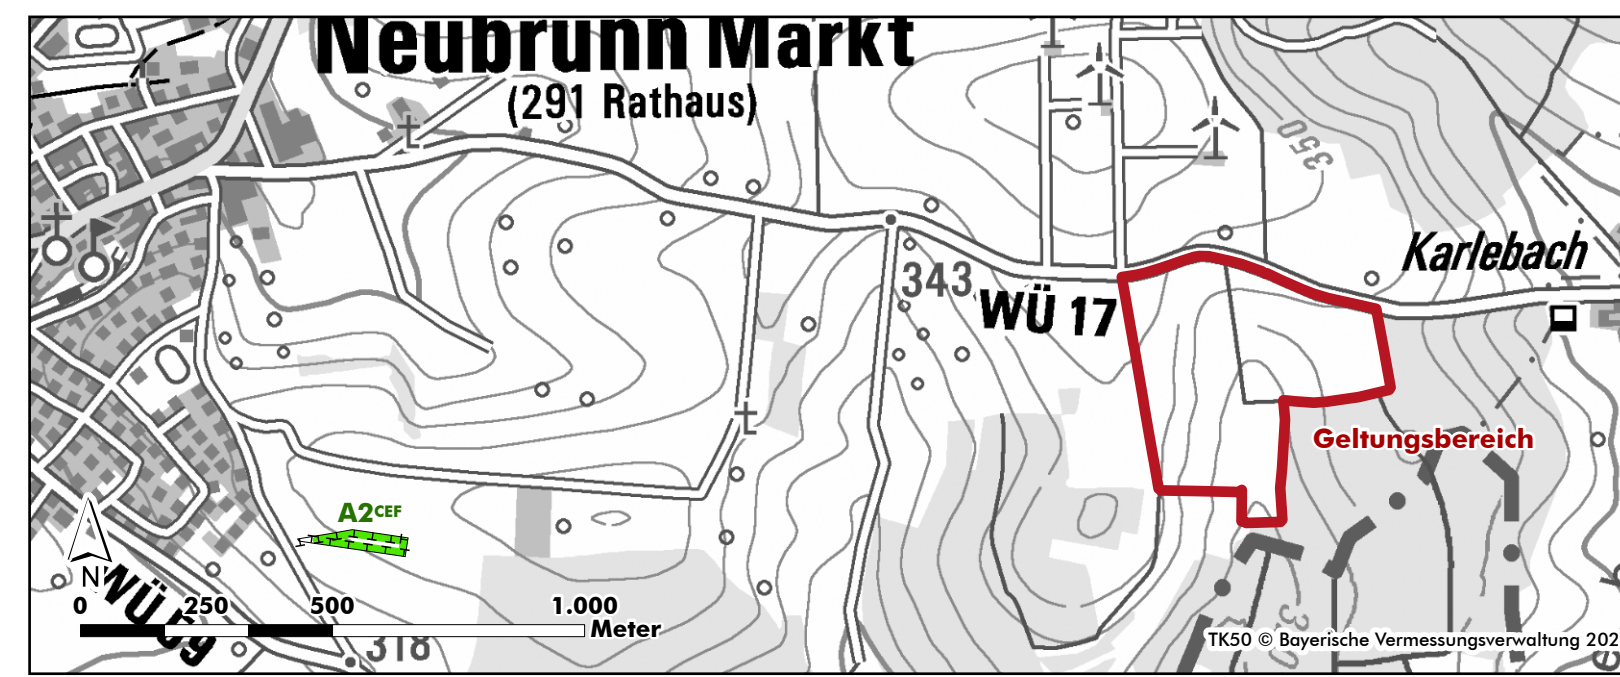 Neubrunn Markt
(291 Rathaus)
350
Karlebach
343
WÜ 17
Geltungsbereich
A2CEF
N
WÜ 69
0 250 500 1.000
Meter
318
TK50 © Bayerische Vermessungsverwaltung 202